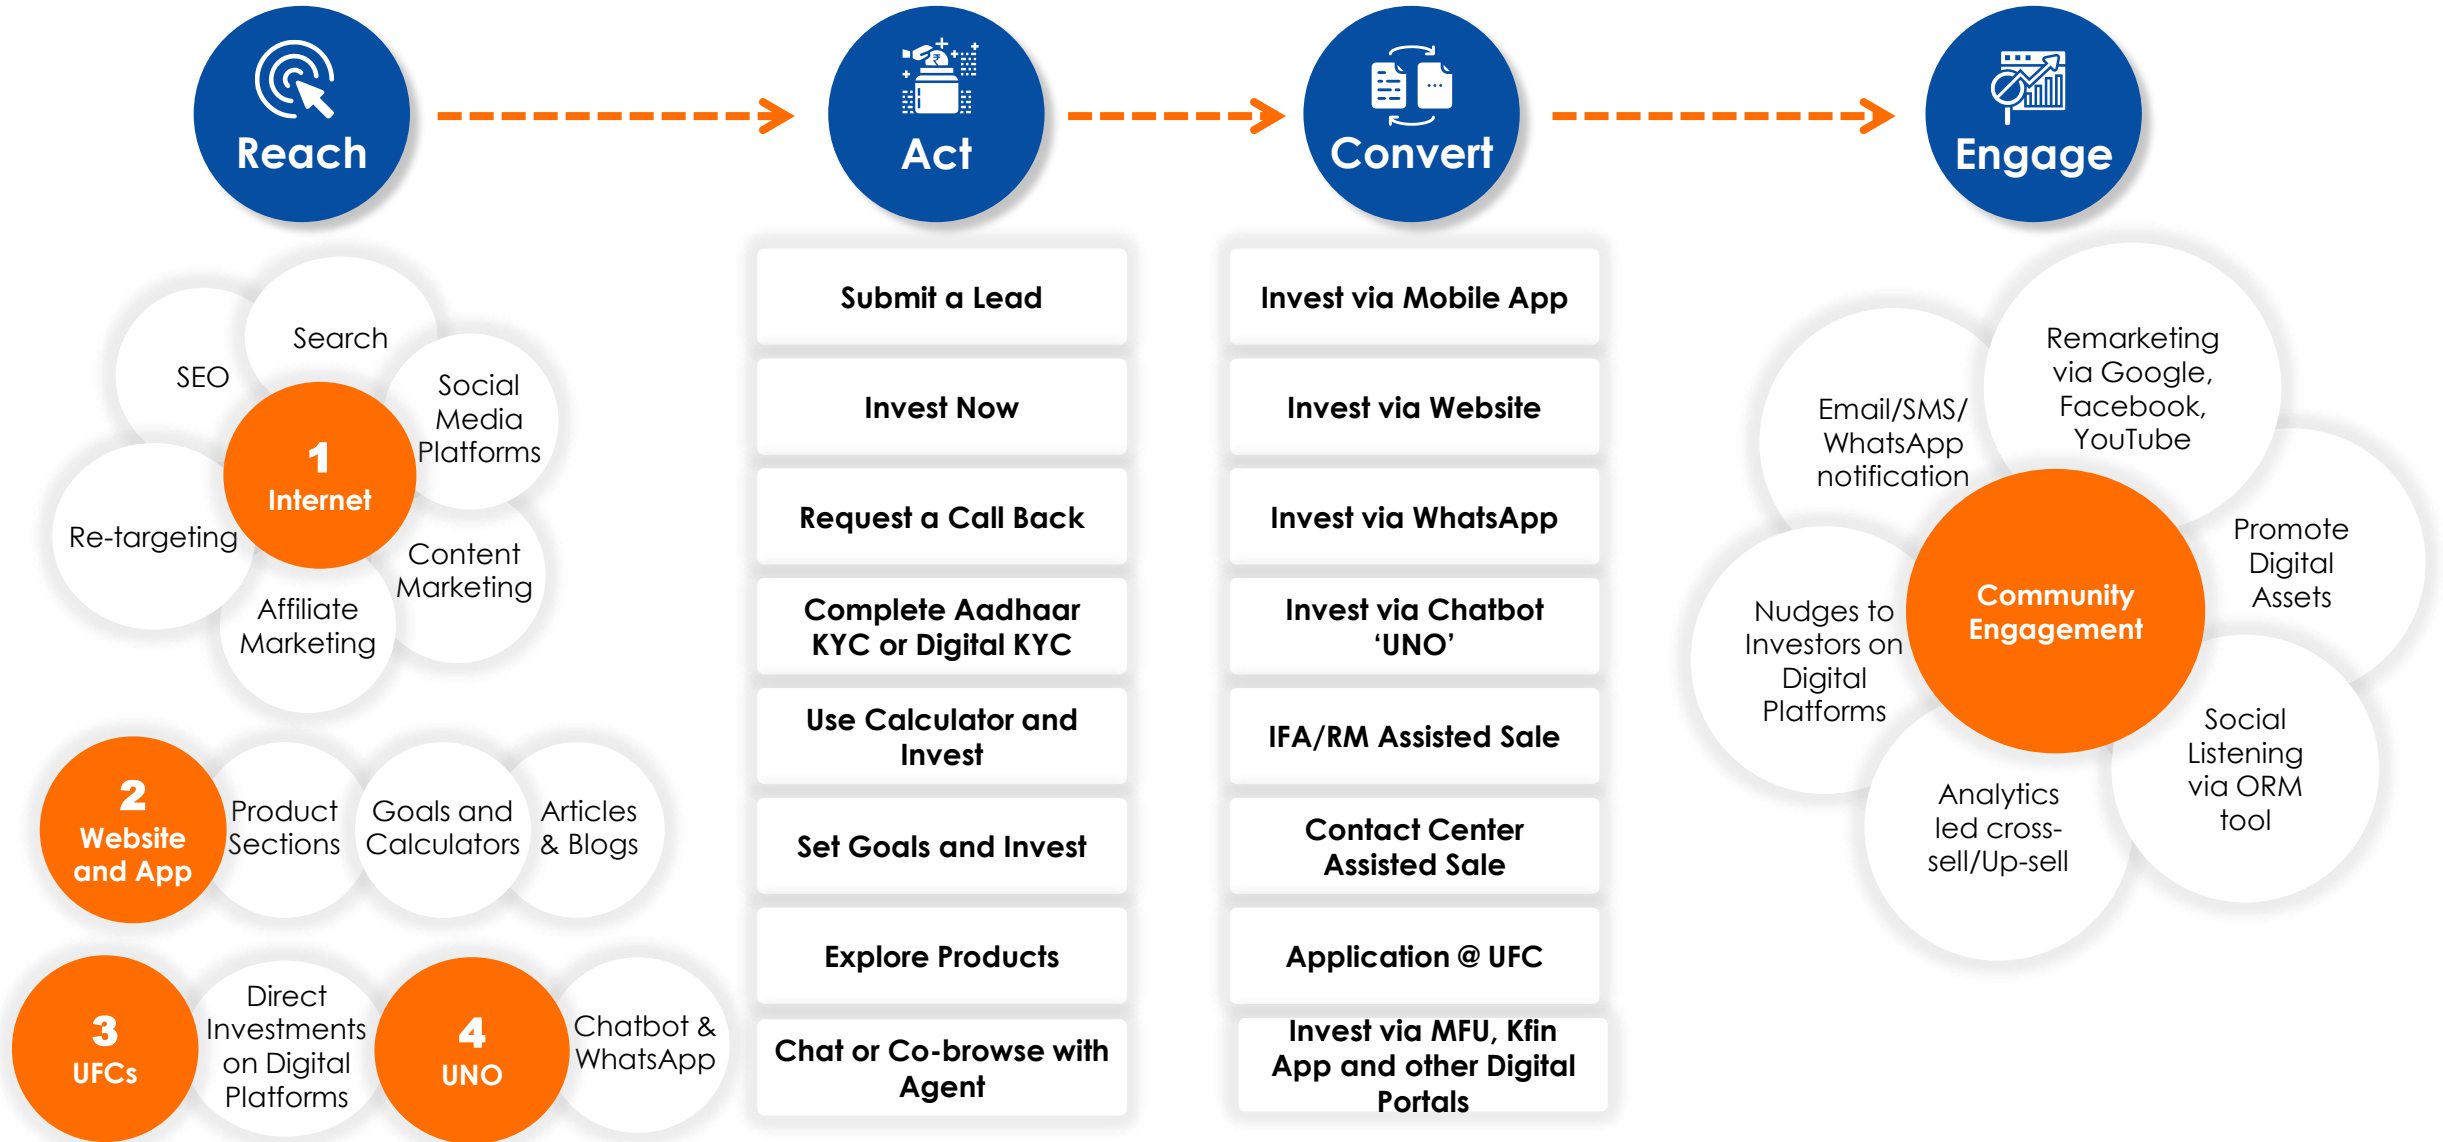 Reach
Act
Convert
Engage
Search
SEO
Social
Media
Platforms
1
Internet
Re-targeting
Content
Marketing
Affiliate
Marketing
2
Website
and App
Product
Sections
Goals and
Calculators
Articles
& Blogs
3
UFCs
Direct
Investments
on Digital
Platforms
4
UNO
Chatbot &
WhatsApp
Submit a Lead
Invest Now
Request a Call Back
Complete Aadhaar
KYC or Digital KYC
Use Calculator and
Invest
Set Goals and Invest
Explore Products
Chat or Co-browse with
Agent
Invest via Mobile App
Invest via Website
Invest via WhatsApp
Invest via Chatbot
‘UNO’
IFA/RM Assisted Sale
Contact Center
Assisted Sale
Application @ UFC
Invest via MFU, Kfin
App and other Digital
Portals
Remarketing
via Google,
Facebook,
YouTube
Email/SMS/
WhatsApp
notification
Promote
Digital
Assets
Community
Engagement
Nudges to
Investors on
Digital
Platforms
Social
Listening
via ORM
tool
Analytics
led cross-
sell/Up-sell